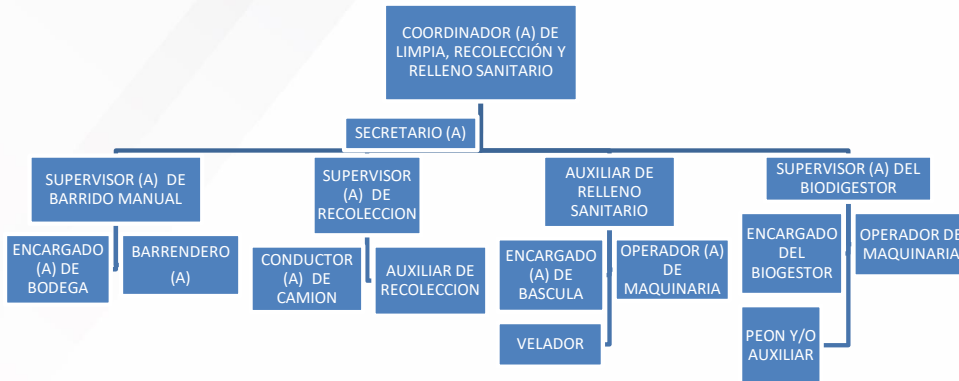 COORDINADOR (A) DE
LIMPIA, RECOLECCIÓN Y
RELLENO SANITARIO
SECRETARIO (A)
SUPERVISOR (A) DE
BARRIDO MANUAL
SUPERVISOR
(A) DE
RECOLECCION
AUXILIAR DE
RELLENO
SANITARIO
SUPERVISOR (A) DEL
BIODIGESTOR
ENCARGADO
(A) DE
BODEGA
BARRENDERO
(A)
CONDUCTOR
(A) DE
CAMION
AUXILIAR DE
RECOLECCION
ENCARGADO
(A) DE
BASCULA
OPERADOR (A)
DE
MAQUINARIA
VELADOR
ENCARGADO
DEL
BIOGESTOR
OPERADOR DE
MAQUINARIA
PEON Y/O
AUXILIAR